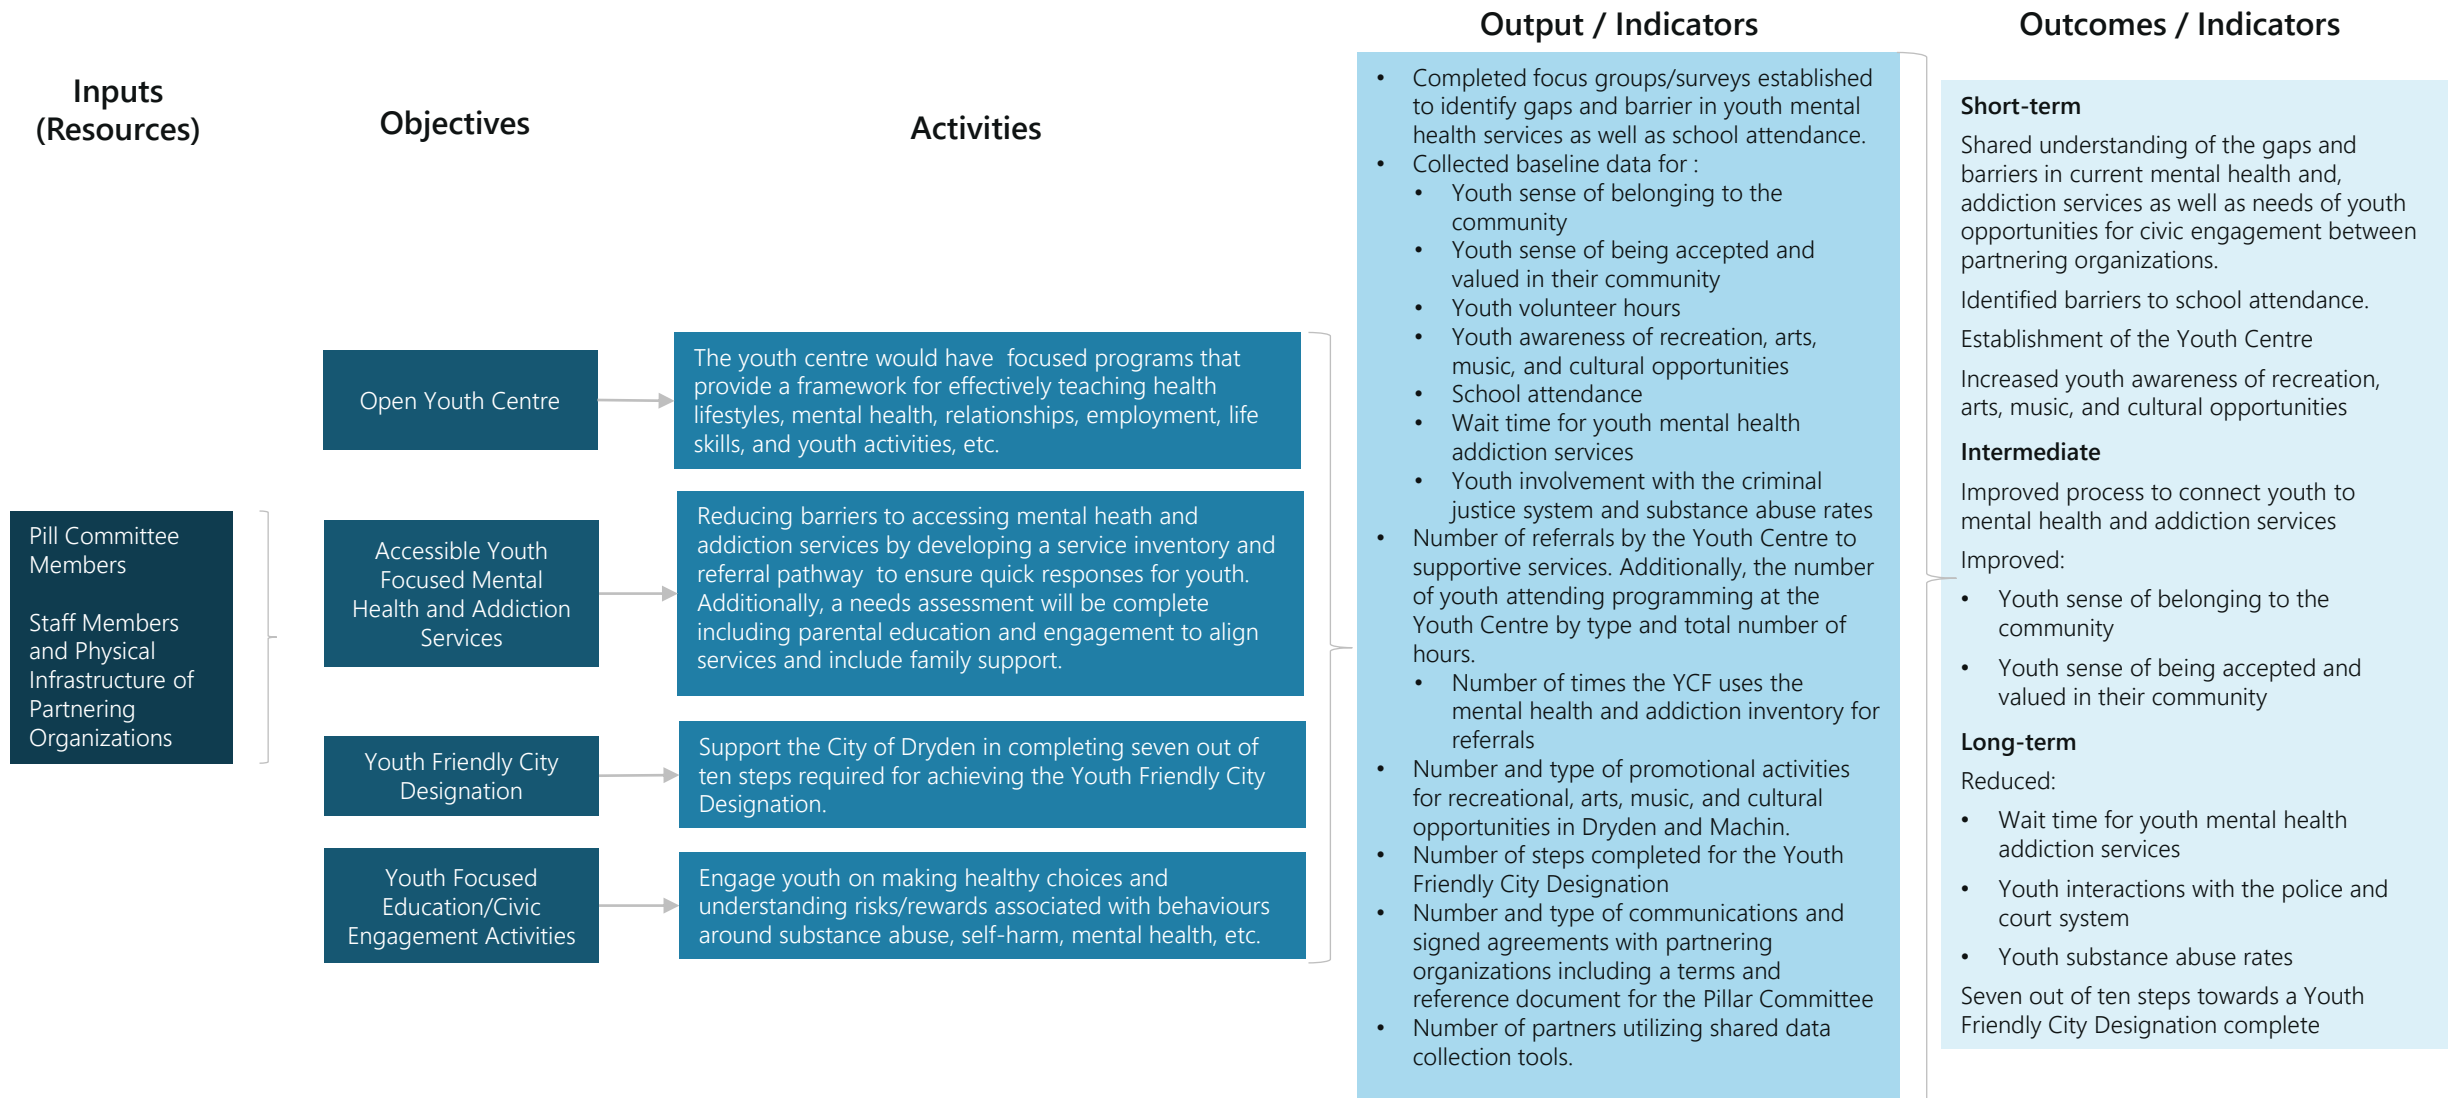 Inputs
(Resources)
Pill Committee
Members
Staff Members
and Physical
Infrastructure of
Partnering
Organizations
Objectives
Open Youth Centre
Accessible Youth
Focused Mental
Health and Addiction
Services
Youth Friendly City
Designation
Youth Focused
Education/Civic
Engagement Activities
Activities
The youth centre would have  focused programs that
provide a framework for effectively teaching health
lifestyles, mental health, relationships, employment, life
skills, and youth activities, etc.
Reducing barriers to accessing mental heath and
addiction services by developing a service inventory and
referral pathway  to ensure quick responses for youth.
Additionally, a needs assessment will be complete
including parental education and engagement to align
services and include family support.
Support the City of Dryden in completing seven out of
ten steps required for achieving the Youth Friendly City
Designation.
Engage youth on making healthy choices and
understanding risks/rewards associated with behaviours
around substance abuse, self-harm, mental health, etc.
Output / Indicators
• Completed focus groups/surveys established
to identify gaps and barrier in youth mental
health services as well as school attendance.
• Collected baseline data for :
• Youth sense of belonging to the
community
• Youth sense of being accepted and
valued in their community
• Youth volunteer hours
• Youth awareness of recreation, arts,
music, and cultural opportunities
• School attendance
• Wait time for youth mental health
addiction services
• Youth involvement with the criminal
justice system and substance abuse rates
• Number of referrals by the Youth Centre to
supportive services. Additionally, the number
of youth attending programming at the
Youth Centre by type and total number of
hours.
• Number of times the YCF uses the
mental health and addiction inventory for
referrals
• Number and type of promotional activities
for recreational, arts, music, and cultural
opportunities in Dryden and Machin.
• Number of steps completed for the Youth
Friendly City Designation
• Number and type of communications and
signed agreements with partnering
organizations including a terms and
reference document for the Pillar Committee
• Number of partners utilizing shared data
collection tools.
Outcomes / Indicators
Short-term
Shared understanding of the gaps and
barriers in current mental health and,
addiction services as well as needs of youth
opportunities for civic engagement between
partnering organizations.
Identified barriers to school attendance.
Establishment of the Youth Centre
Increased youth awareness of recreation,
arts, music, and cultural opportunities
Intermediate
Improved process to connect youth to
mental health and addiction services
Improved:
• Youth sense of belonging to the
community
• Youth sense of being accepted and
valued in their community
Long-term
Reduced:
• Wait time for youth mental health
addiction services
• Youth interactions with the police and
court system
• Youth substance abuse rates
Seven out of ten steps towards a Youth
Friendly City Designation complete